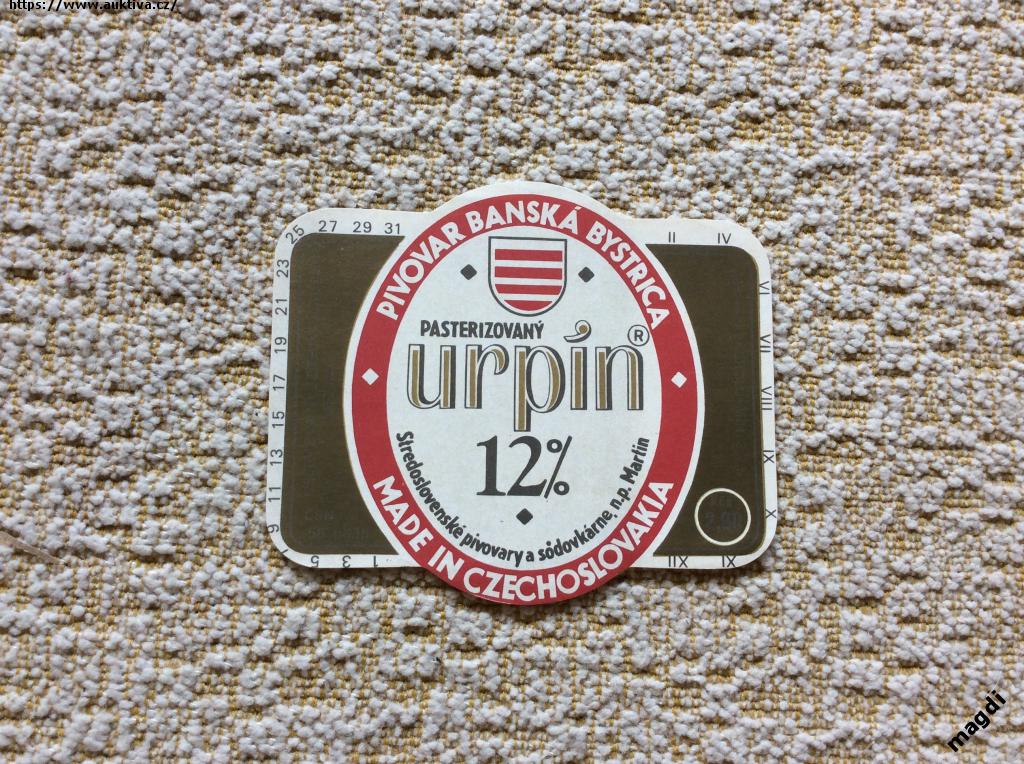 https://www.auktiva.cz/
PIVOVAR BANSKÁ BYSTRICA
PASTERIZOVANÝ
urpín®
12%
Stredoslovenské pivovary a sódovkárne, n.p. Martin
MADE IN CZECHOSLOVAKIA
1 3 5 7 9 11 13 15 17 19 21 23 25 27 29 31
II IV VI VII VIII IX X XII
magdi